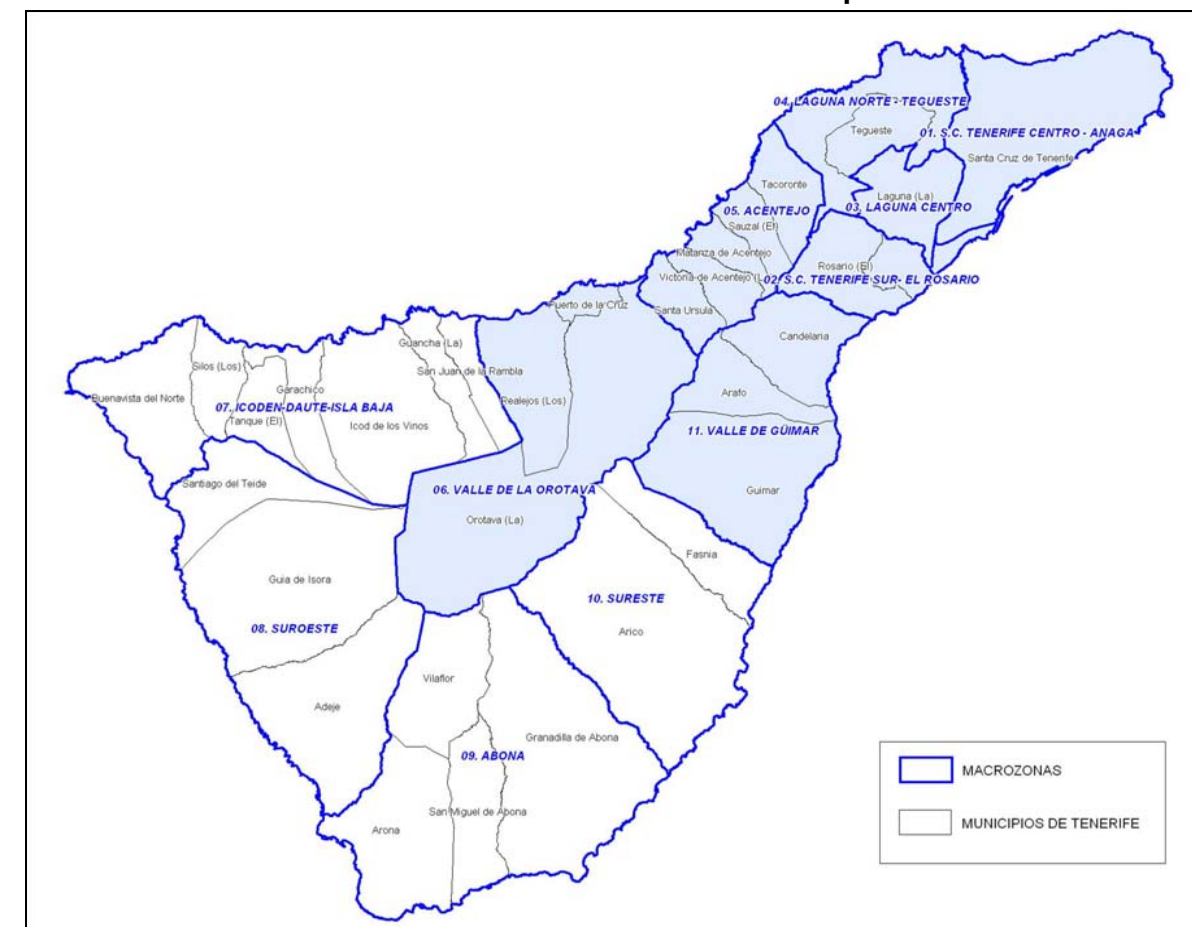 04. LAGUNA NORTE - TEGUESTE
Tegueste
01. S.C. TENERIFE CENTRO - ANAGA
Santa Cruz de Tenerife
Tacoronte
Laguna (La)
03. LAGUNA CENTRO
05. ACENTEJO
Sauzal (El)
Matanza de Acentejo
Rosario (El)
Victoria de Acentejo (L
02. S.C. TENERIFE SUR- EL ROSARIO
Puerto de la Cruz
Santa Ursula
Candelaria
Guancha (La)
Silos (Los)
San Juan de la Rambla
Garachico
Arafo
Buenavista del Norte
Realejos (Los)
07. ICODEN-DAUTE-ISLA BAJA
Tanque (El)
Icod de los Vinos
11. VALLE DE GÜIMAR
Santiago del Teide
06. VALLE DE LA OROTAVA
Guimar
Orotava (La)
Fasnia
Guia de Isora
10. SURESTE
08. SUROESTE
Arico
Vilaflor
Adeje
Granadilla de Abona
09. ABONA
San Miguel de Abona
Arona
MACROZONAS
MUNICIPIOS DE TENERIFE